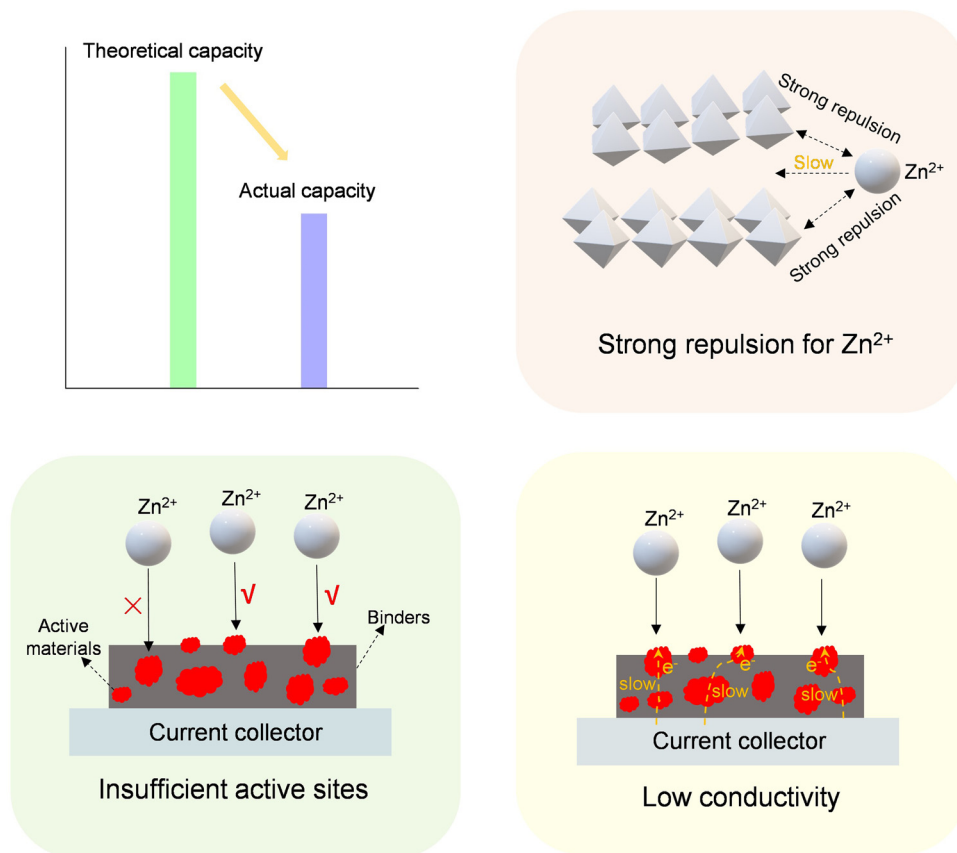 Theoretical capacity
Actual capacity
Strong repulsion
Slow
Zn²⁺
Strong repulsion
Strong repulsion for Zn²⁺
Zn²⁺
Zn²⁺
Zn²⁺
×
√
√
Active
materials
Binders
Current collector
Insufficient active sites
Zn²⁺
Zn²⁺
Zn²⁺
e⁻
e⁻
e⁻
slow
slow
slow
Current collector
Low conductivity